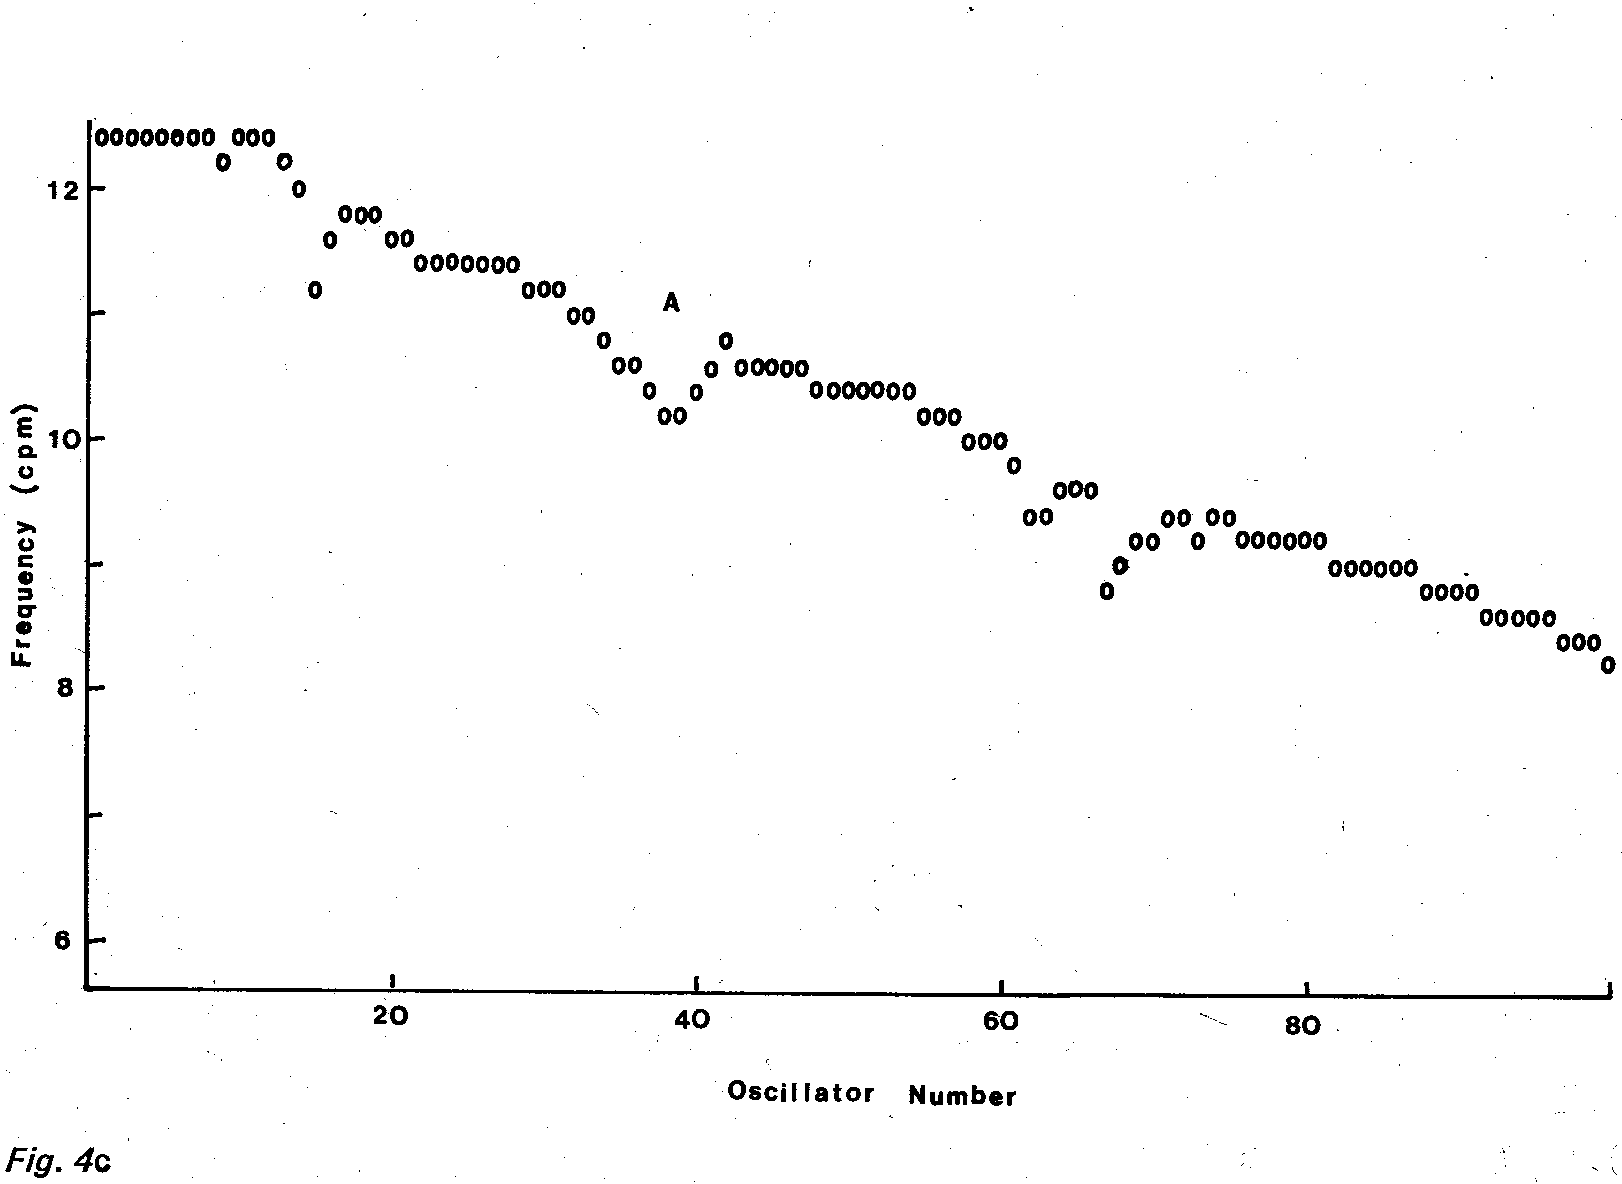 12
A
10
8
6
Frequency (cpm)
20 40 60 80
Oscillator Number
Fig. 4c